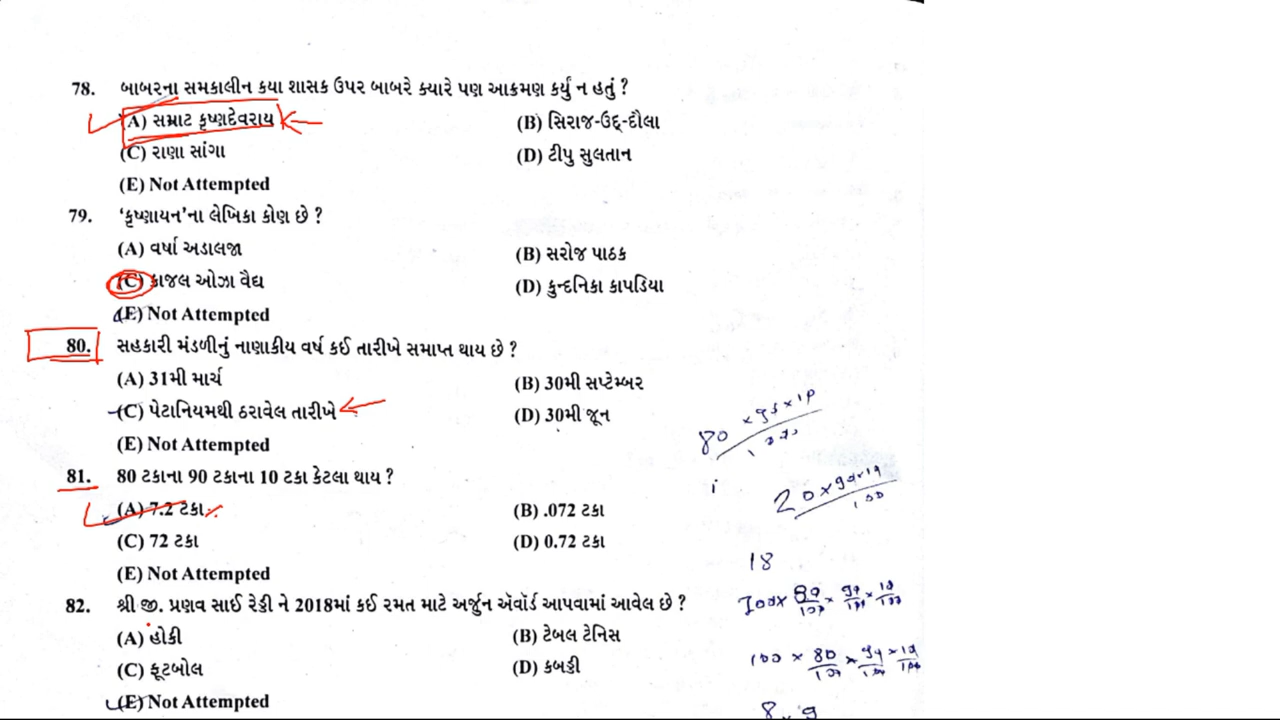 78. બાબરના સમકાલીન કયા શાસક ઉપર બાબરે ક્યારે પણ આક્રમણ કર્યું ન હતું ?
(A) સમ્રાટ કૃષ્ણદેવરાય (B) સિરાજ-ઉદ્-દૌલા
(C) રાણા સાંગા (D) ટીપુ સુલતાન
(E) Not Attempted
79. ‘કૃષ્ણાયન’ના લેખિકા કોણ છે ?
(A) વર્ષા અડાલજા (B) સરોજ પાઠક
(C) કાજલ ઓઝા વૈદ્ય (D) કુન્દનિકા કાપડિયા
(E) Not Attempted
80. સહકારી મંડળીનું નાણાકીય વર્ષ કઈ તારીખે સમાપ્ત થાય છે ?
(A) 31મી માર્ચ (B) 30મી સપ્ટેમ્બર
(C) પેટાનિયમથી ઠરાવેલ તારીખે (D) 30મી જૂન
(E) Not Attempted
81. 80 ટકાના 90 ટકાના 10 ટકા કેટલા થાય ?
(A) 7.2 ટકા (B) .072 ટકા
(C) 72 ટકા (D) 0.72 ટકા
(E) Not Attempted
82. શ્રી જી. પ્રણવ સાઈ રેડ્ડી ને 2018માં કઈ રમત માટે અર્જુન ઍવૉર્ડ આપવામાં આવેલ છે ?
(A) હોકી (B) ટેબલ ટેનિસ
(C) ફૂટબોલ (D) કબડ્ડી
(E) Not Attempted
18